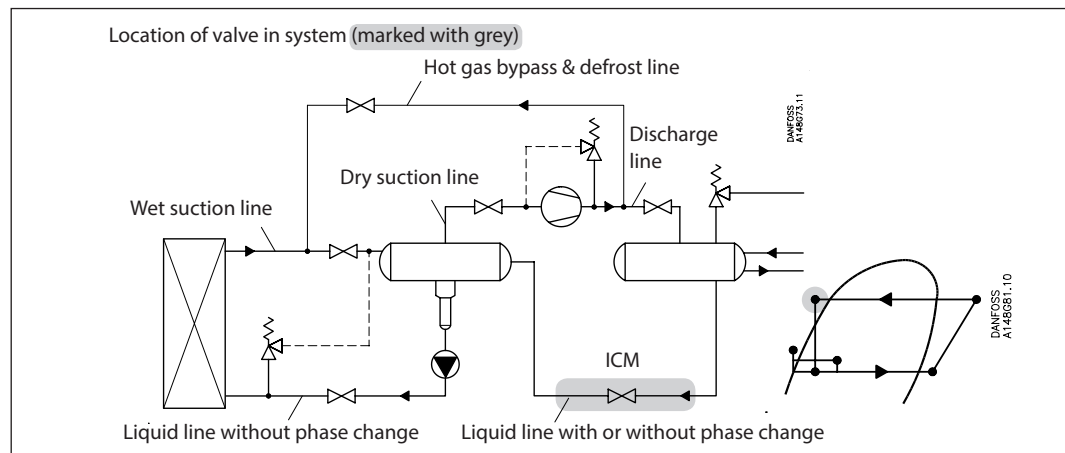 Location of valve in system (marked with grey)
Hot gas bypass & defrost line
DANFOSS
A148G73.11
Discharge
line
Dry suction line
Wet suction line
DANFOSS
A148G81.10
ICM
Liquid line without phase change
Liquid line with or without phase change